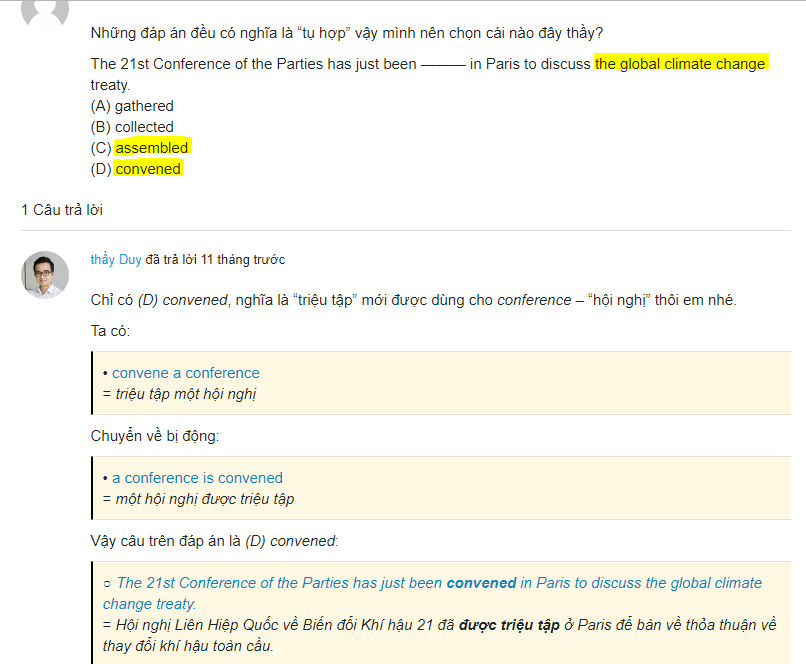 Những đáp án đều có nghĩa là “tụ hợp” vậy mình nên chọn cái nào đây thầy?
The 21st Conference of the Parties has just been ——— in Paris to discuss the global climate change
treaty.
(A) gathered
(B) collected
(C) assembled
(D) convened
1 Câu trả lời
thầy Duy đã trả lời 11 tháng trước
Chỉ có (D) convened, nghĩa là “triệu tập” mới được dùng cho conference – “hội nghị” thôi em nhé.
Ta có:
• convene a conference
= triệu tập một hội nghị
Chuyển về bị động:
• a conference is convened
= một hội nghị được triệu tập
Vậy câu trên đáp án là (D) convened:
○ The 21st Conference of the Parties has just been convened in Paris to discuss the global climate
change treaty.
= Hội nghị Liên Hiệp Quốc về Biến đổi Khí hậu 21 đã được triệu tập ở Paris để bàn về thỏa thuận về
thay đổi khí hậu toàn cầu.